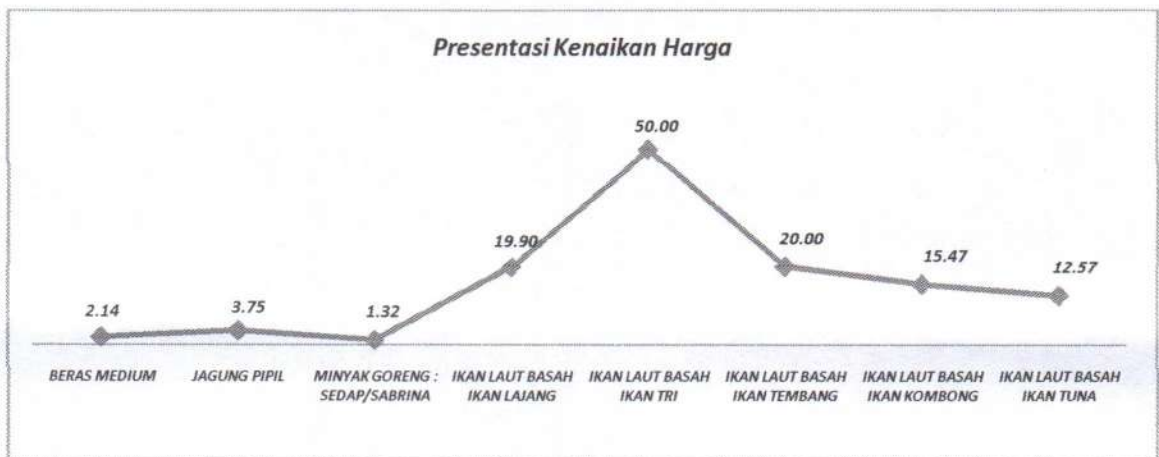 Presentasi Kenaikan Harga
50.00
19.90
20.00
15.47
12.57
2.14
3.75
1.32
BERAS MEDIUM
JAGUNG PIPIL
MINYAK GORENG :
SEDAP/SABRINA
IKAN LAUT BASAH
IKAN LAJANG
IKAN LAUT BASAH
IKAN TRI
IKAN LAUT BASAH
IKAN TEMBANG
IKAN LAUT BASAH
IKAN KOMBONG
IKAN LAUT BASAH
IKAN TUNA